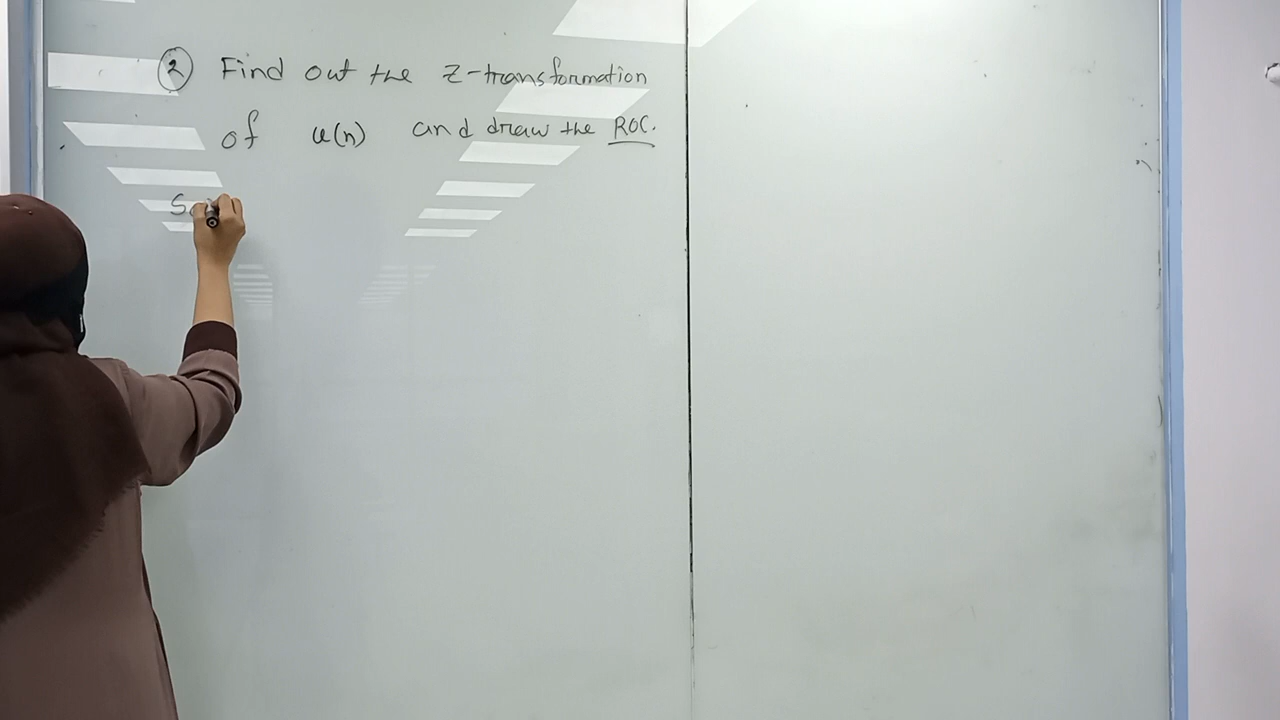 ② Find out the z-transformation
of u(n) and draw the ROC.